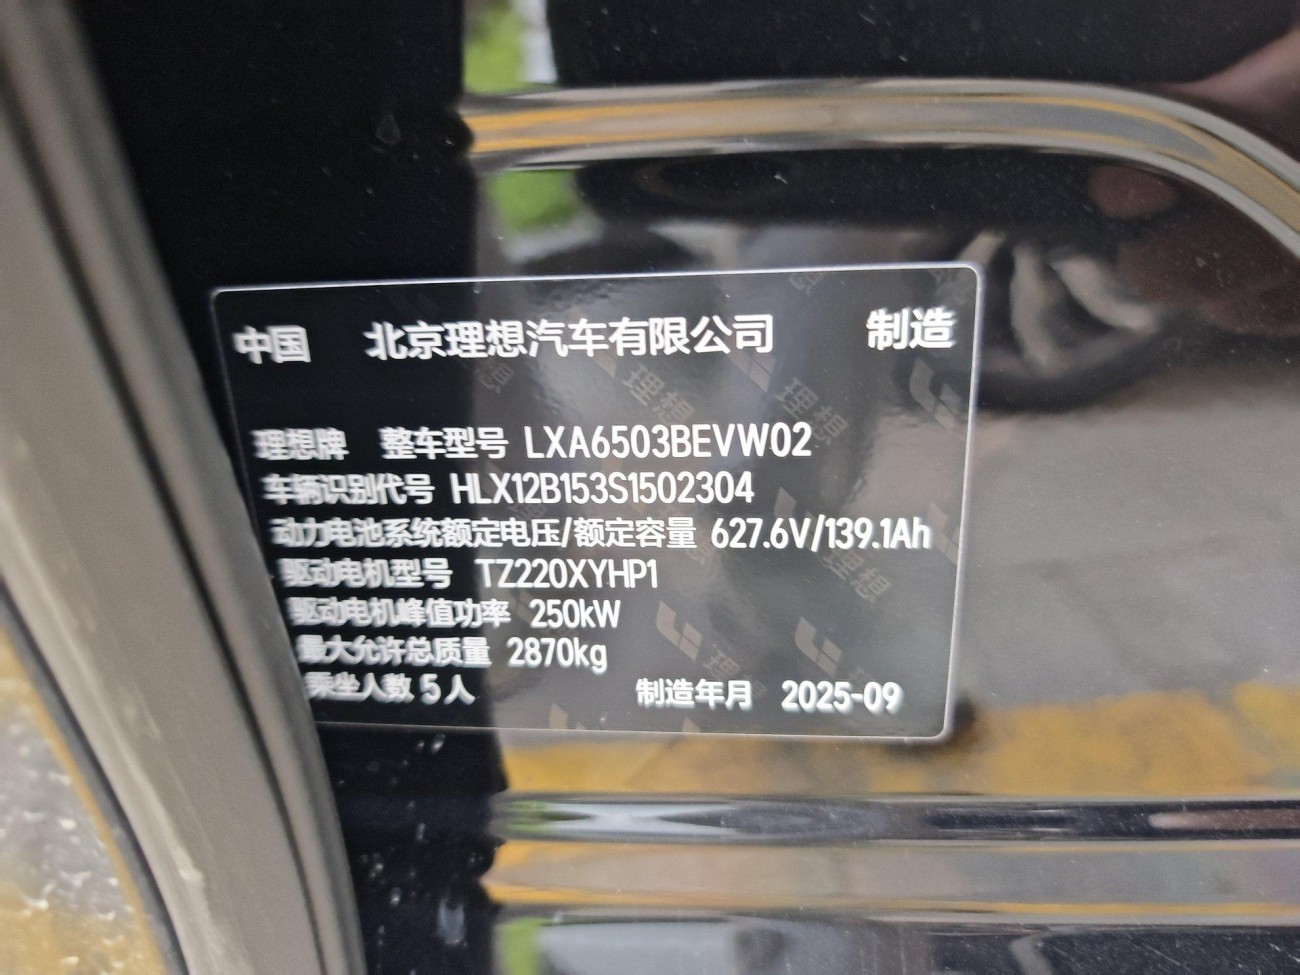 中国 北京理想汽车有限公司 制造
理想牌 整车型号 LXA6503BEVW02
车辆识别代号 HLX12B153S1502304
动力电池系统额定电压/额定容量 627.6V/139.1Ah
驱动电机型号 TZ220XYHP1
驱动电机峰值功率 250kW
最大允许总质量 2870kg
乘坐人数 5人 制造年月 2025-09